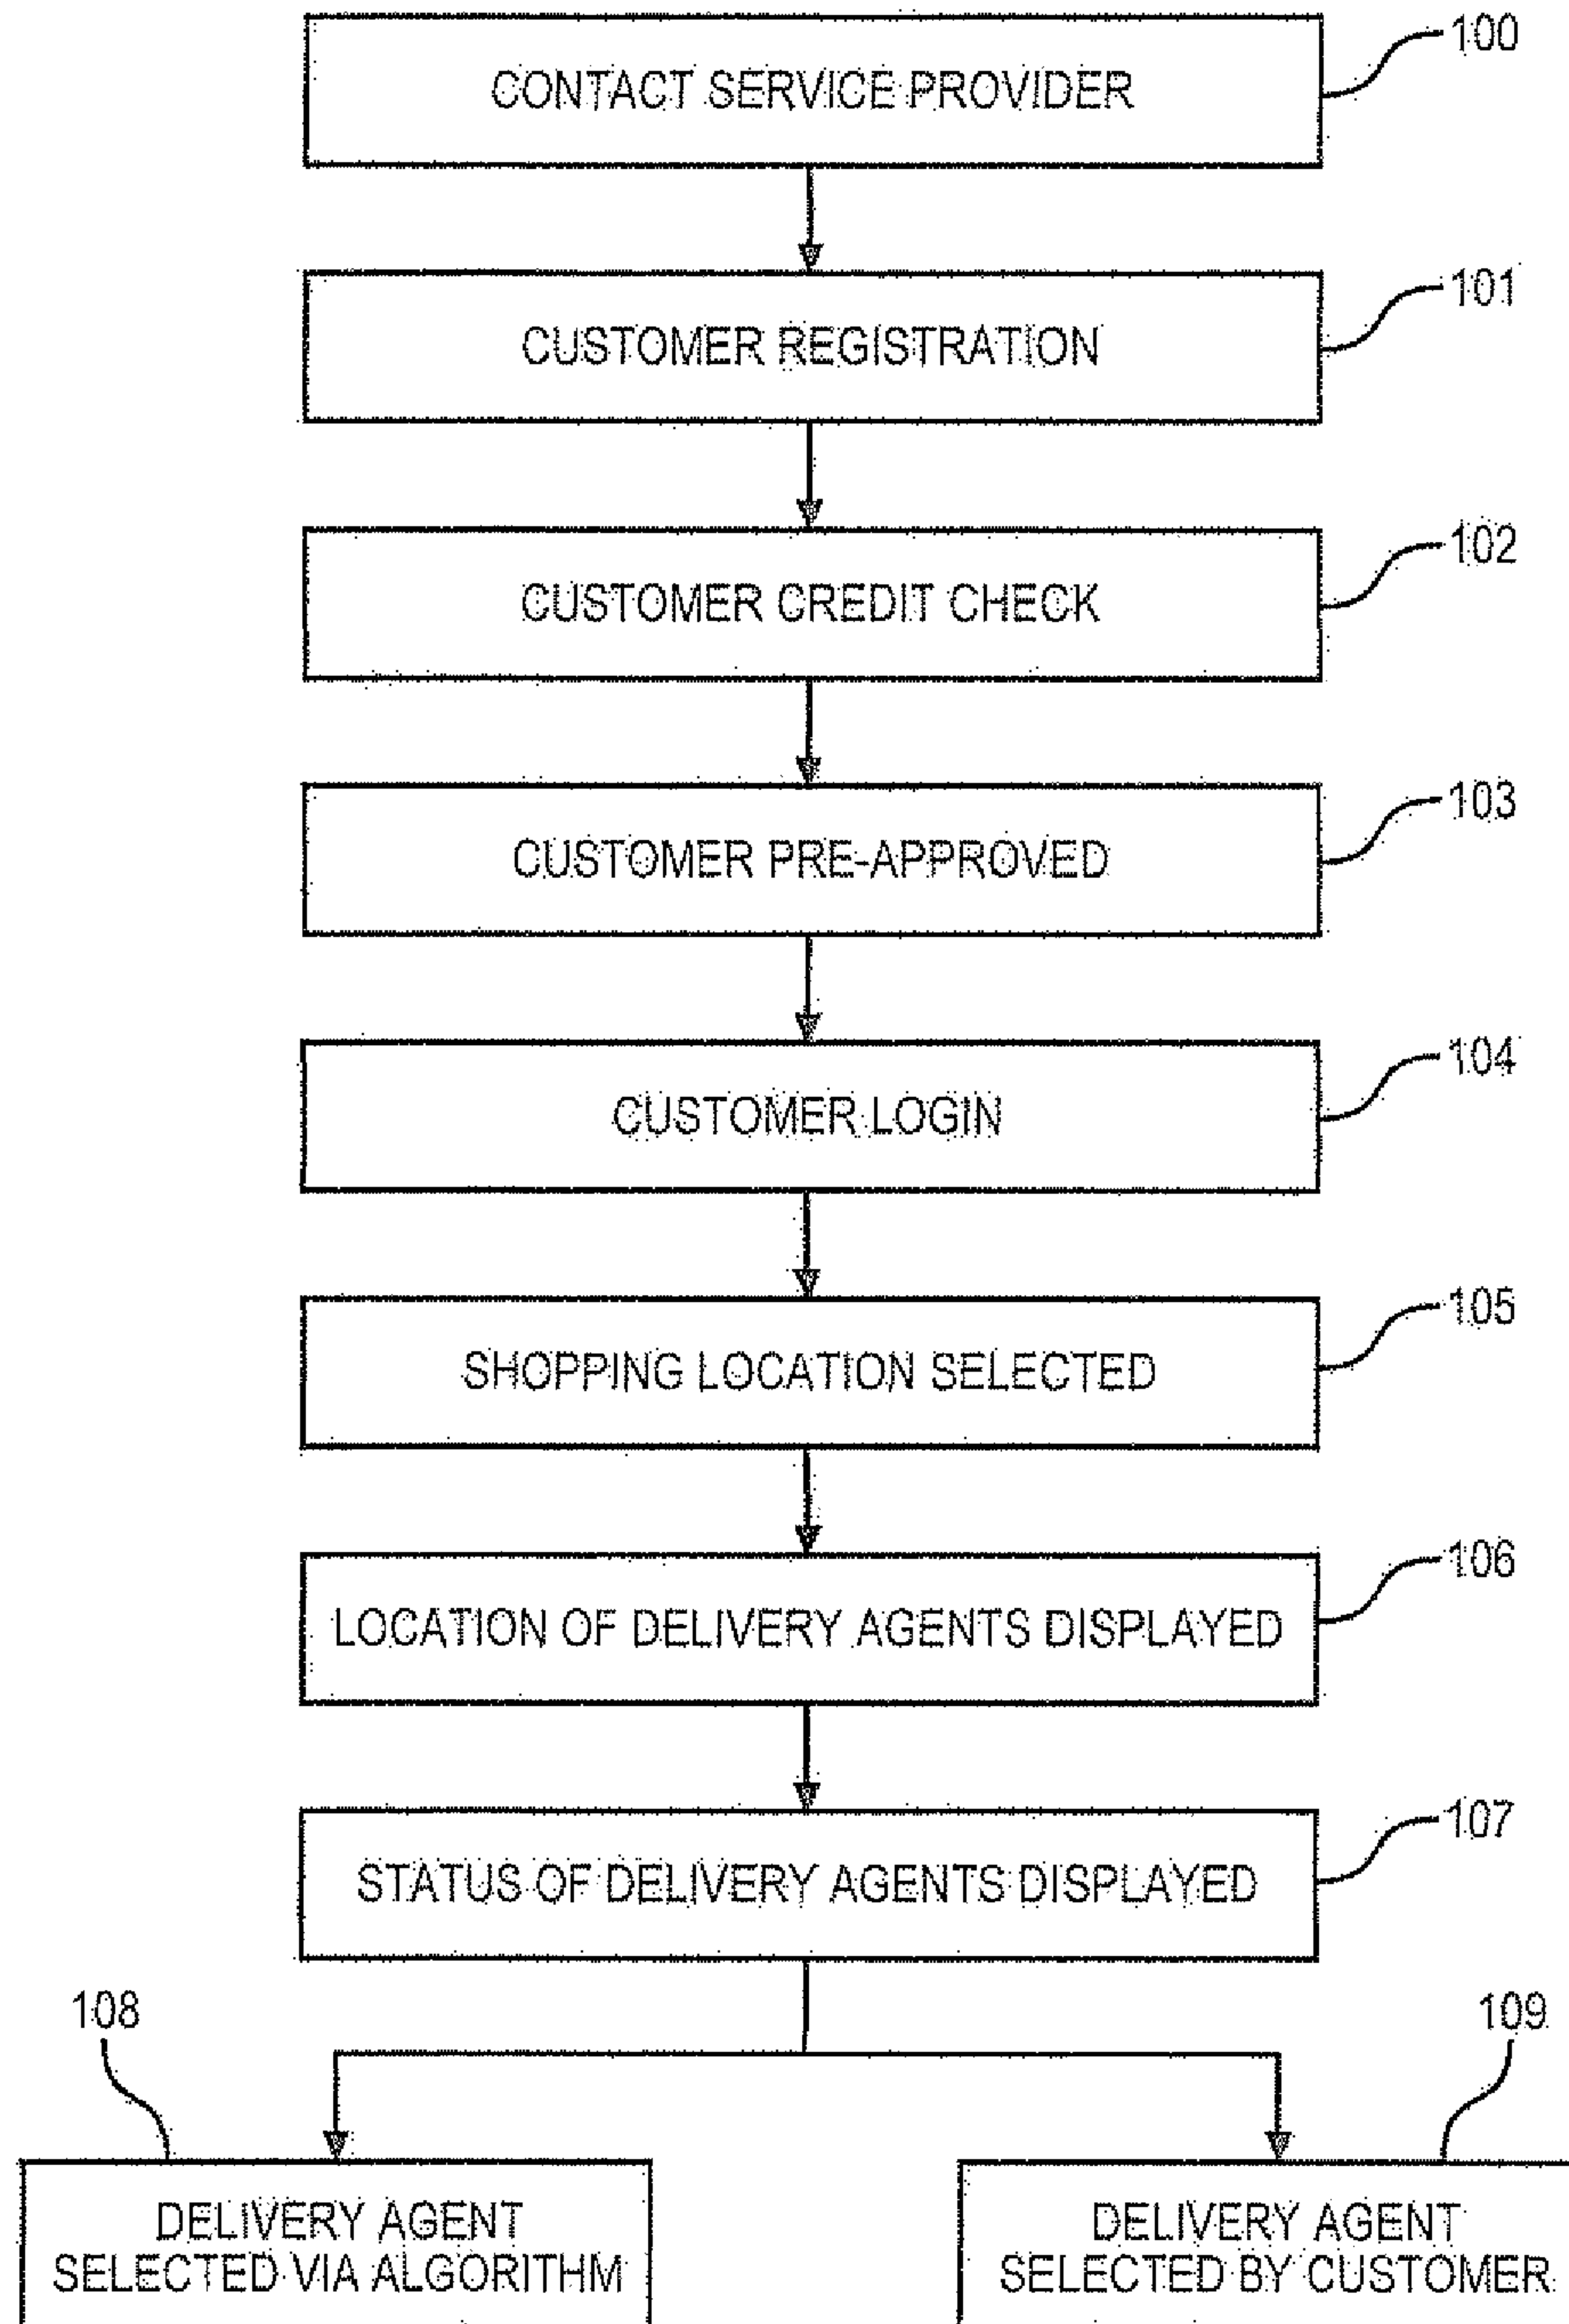 CONTACT SERVICE PROVIDER
100
CUSTOMER REGISTRATION
101
CUSTOMER CREDIT CHECK
102
CUSTOMER PRE-APPROVED
103
CUSTOMER LOGIN
104
SHOPPING LOCATION SELECTED
105
LOCATION OF DELIVERY AGENTS DISPLAYED
106
STATUS OF DELIVERY AGENTS DISPLAYED
107
108
DELIVERY AGENT
SELECTED VIA ALGORITHM
109
DELIVERY AGENT
SELECTED BY CUSTOMER